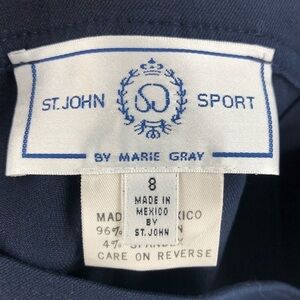 ST. JOHN SPORT
BY MARIE GRAY
8
MADE IN
MEXICO
BY
ST. JOHN
MAD XICO
96% N
4% SPANDEX
CARE ON REVERSE